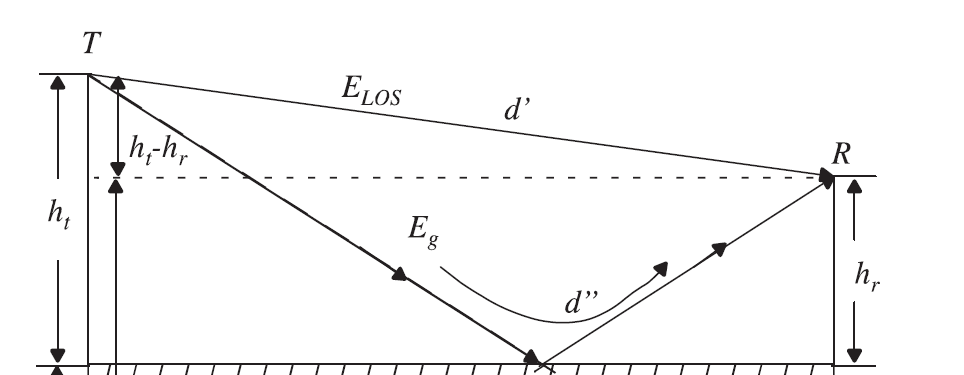 T
E_LOS
d’
h_t-h_r
R
h_t
E_g
h_r
d”